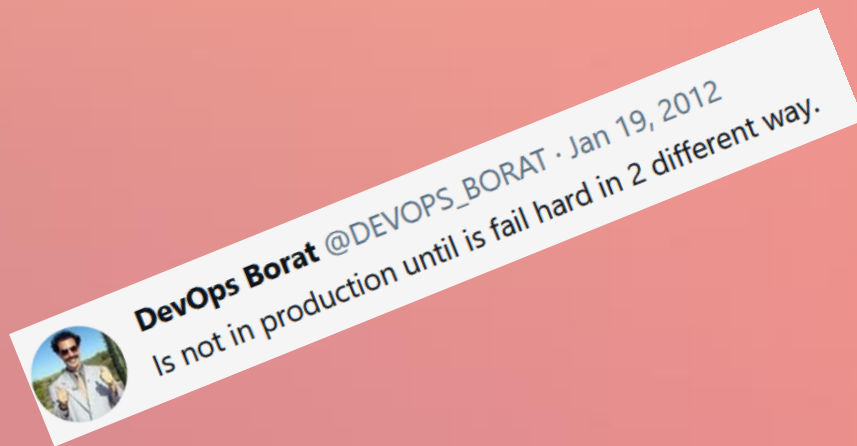 DevOps Borat @DEVOPS_BORAT · Jan 19, 2012
Is not in production until is fail hard in 2 different way.